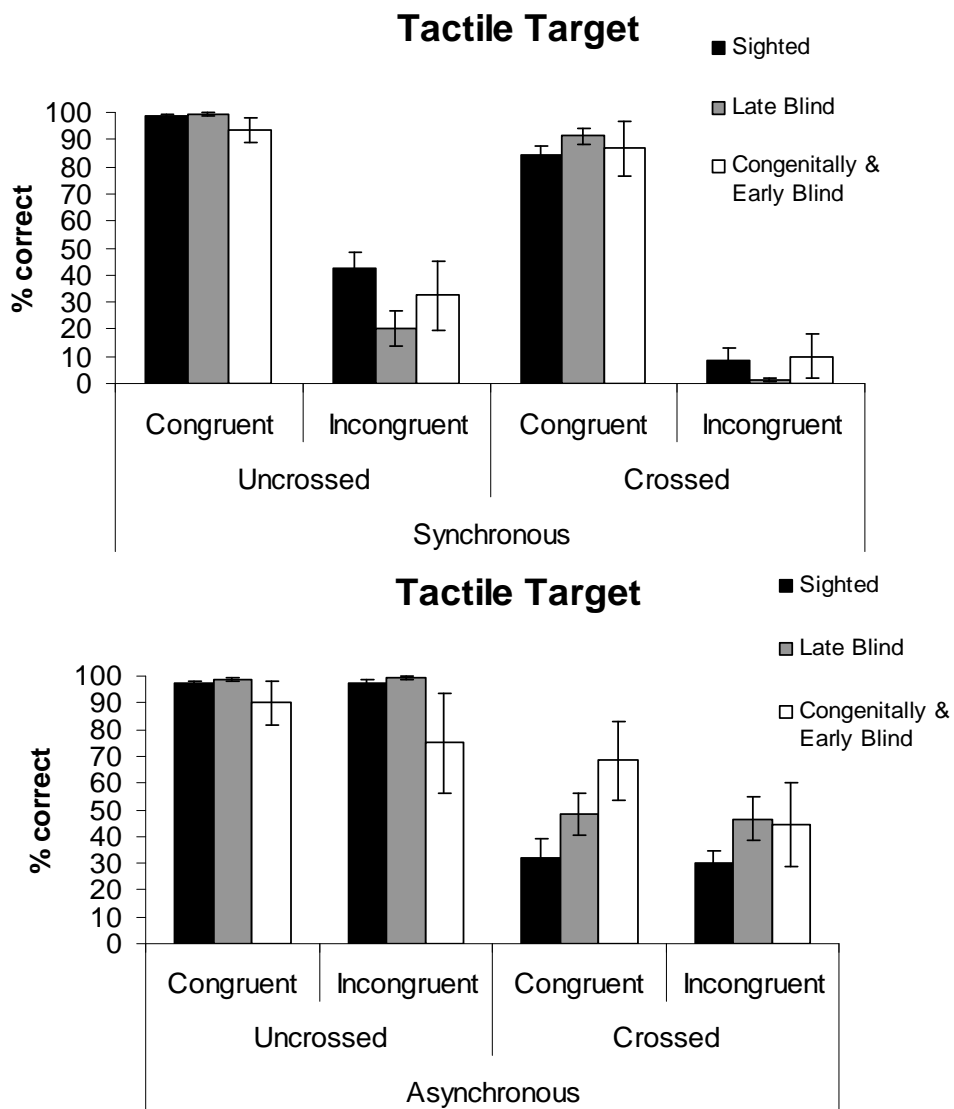 Tactile Target
Sighted
Late Blind
Congenitally &
Early Blind
% correct
100
90
80
70
60
50
40
30
20
10
0
Congruent Incongruent Congruent Incongruent
Uncrossed Crossed
Synchronous
Tactile Target
Sighted
Late Blind
Congenitally &
Early Blind
% correct
100
90
80
70
60
50
40
30
20
10
0
Congruent Incongruent Congruent Incongruent
Uncrossed Crossed
Asynchronous